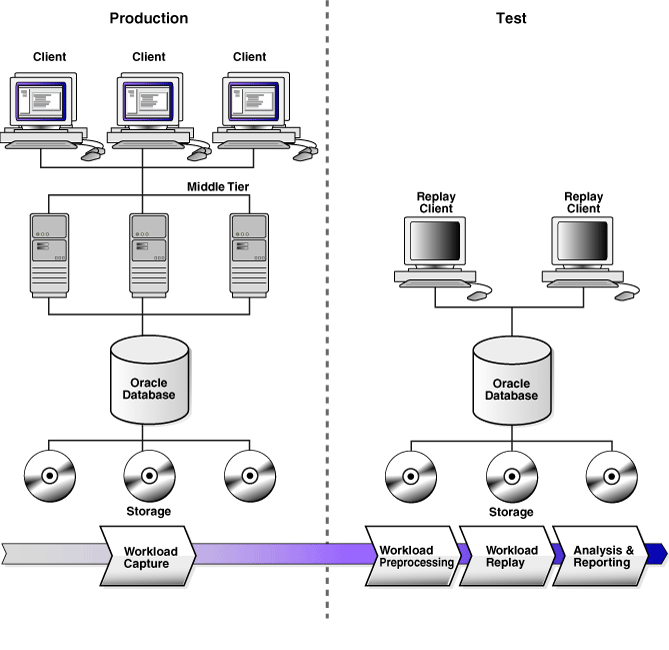 Production
Test
Client
Client
Client
Middle Tier
Replay
Client
Replay
Client
Oracle
Database
Oracle
Database
Storage
Storage
Workload
Capture
Workload
Preprocessing
Workload
Replay
Analysis &
Reporting